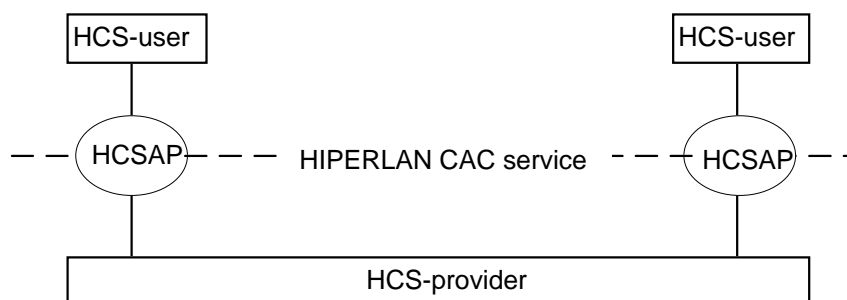 HCS-user
HCS-user
HCSAP
HIPERLAN CAC service
HCSAP
HCS-provider